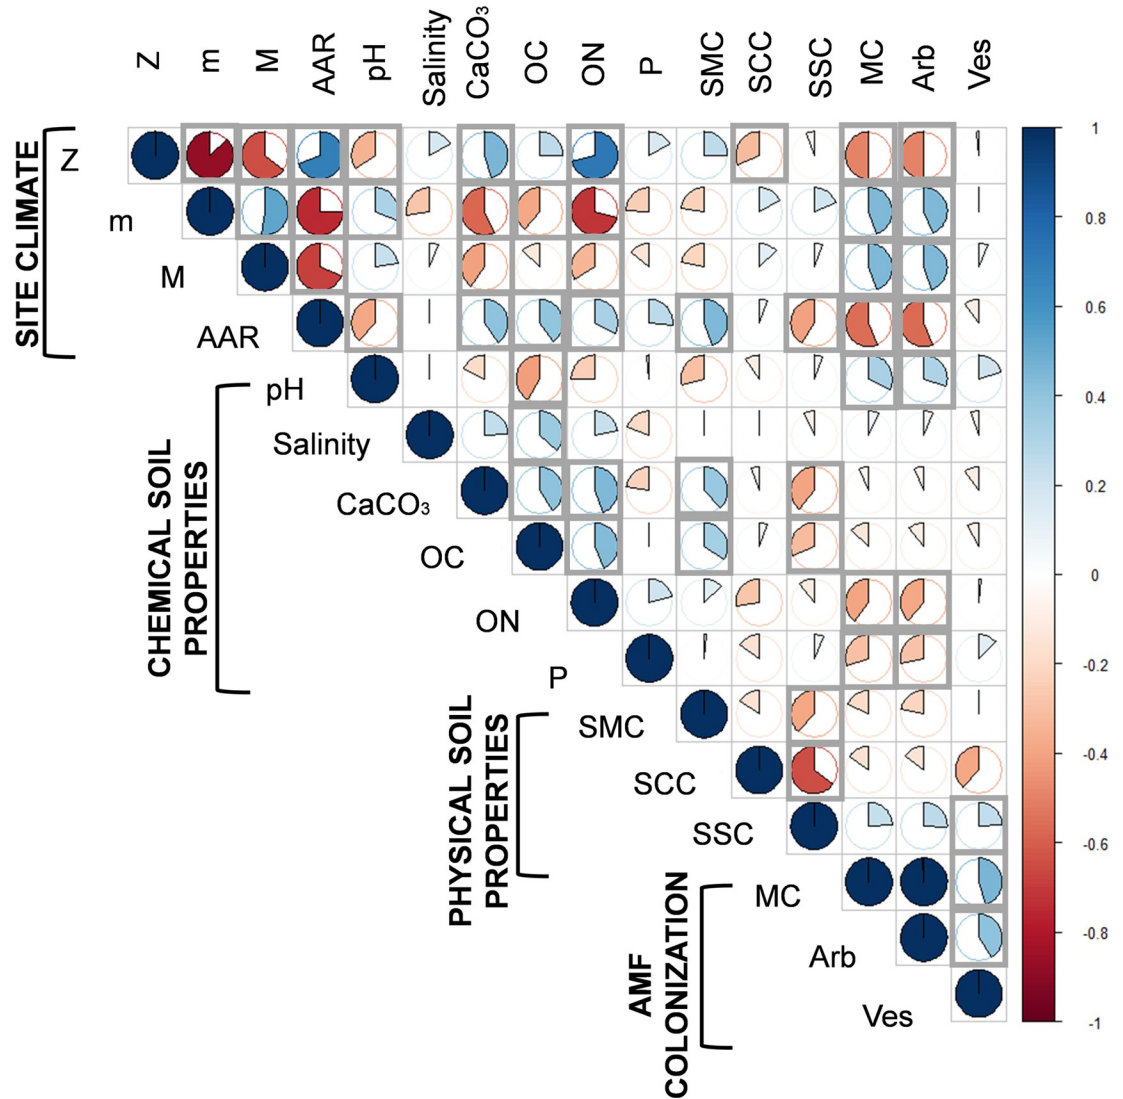 Z m M AAR pH Salinity CaCO₃ OC ON P SMC SCC SSC MC Arb Ves
SITE CLIMATE
Z
m
M
AAR
CHEMICAL SOIL
PROPERTIES
pH
Salinity
CaCO₃
OC
ON
P
PHYSICAL SOIL
PROPERTIES
SMC
SCC
SSC
AMF
COLONIZATION
MC
Arb
Ves
1
0.8
0.6
0.4
0.2
0
-0.2
-0.4
-0.6
-0.8
-1